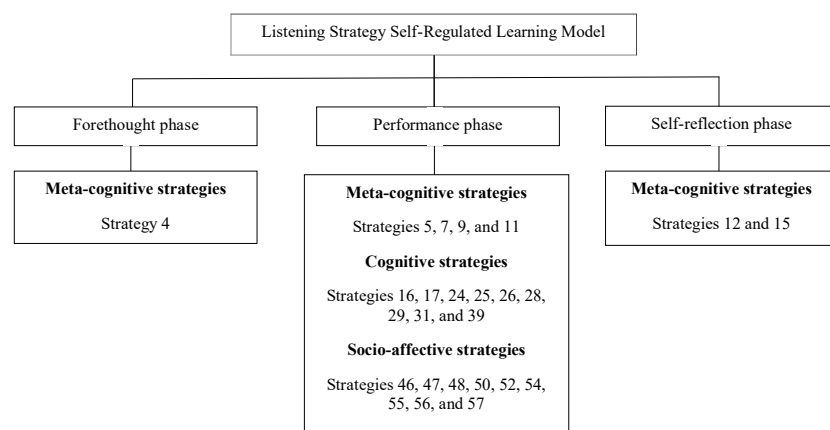 Listening Strategy Self-Regulated Learning Model
Forethought phase
Performance phase
Self-reflection phase
Meta-cognitive strategies
Strategy 4
Meta-cognitive strategies
Strategies 5, 7, 9, and 11
Cognitive strategies
Strategies 16, 17, 24, 25, 26, 28,
29, 31, and 39
Socio-affective strategies
Strategies 46, 47, 48, 50, 52, 54,
55, 56, and 57
Meta-cognitive strategies
Strategies 12 and 15